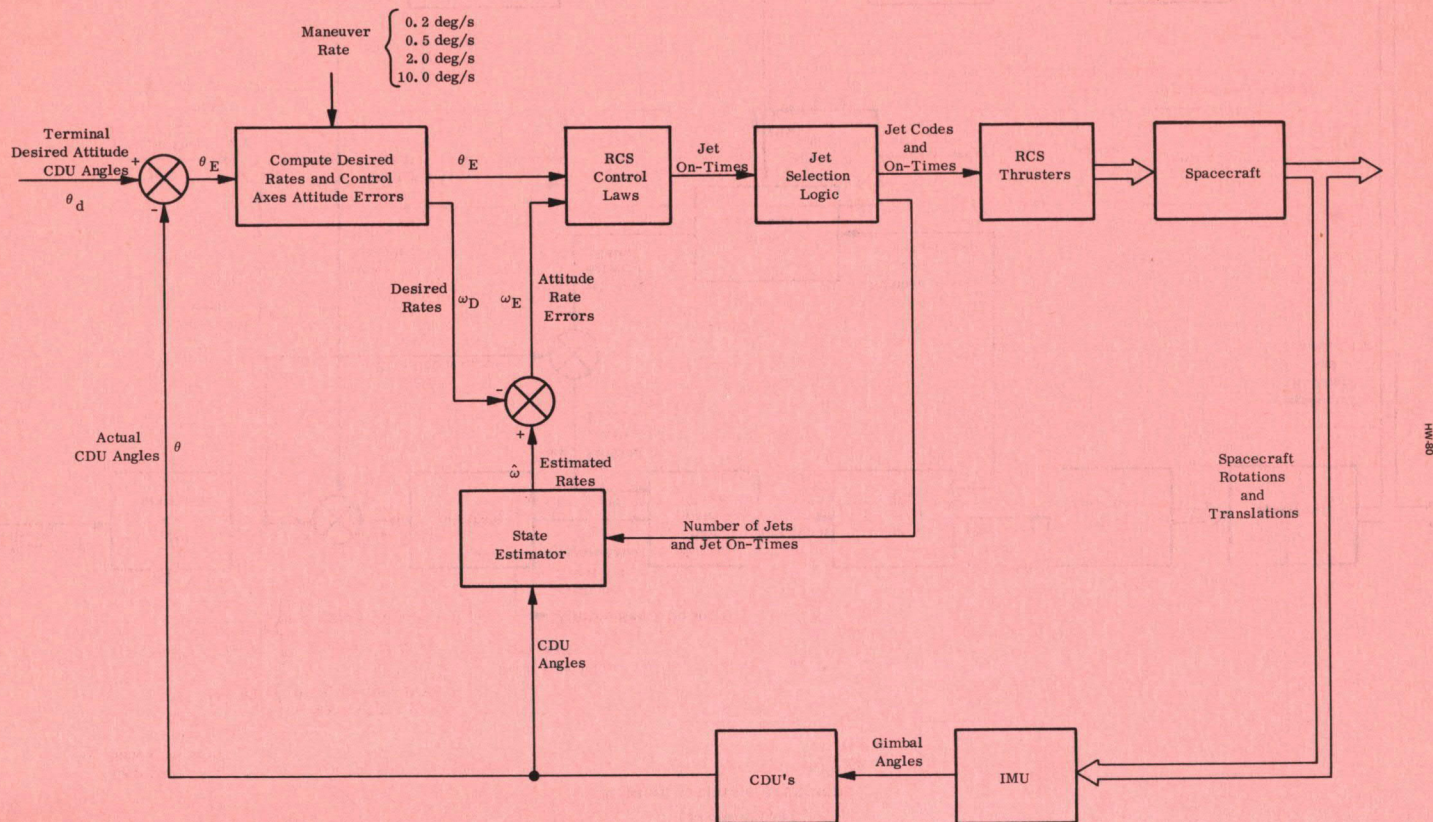 Maneuver
Rate
0.2 deg/s
0.5 deg/s
2.0 deg/s
10.0 deg/s
Terminal
Desired Attitude
CDU Angles
+
θd
-
θE
Compute Desired
Rates and Control
Axes Attitude Errors
θE
RCS
Control
Laws
Jet
On-Times
Jet
Selection
Logic
Jet Codes
and
On-Times
RCS
Thrusters
Spacecraft
Desired
Rates
ωD
ωE
Attitude
Rate
Errors
-
+
Actual
CDU Angles
θ
ω̂
Estimated
Rates
State
Estimator
Number of Jets
and Jet On-Times
Spacecraft
Rotations
and
Translations
HW-80
CDU
Angles
CDU's
Gimbal
Angles
IMU